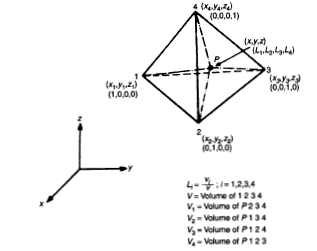 4 (x₄,y₄,z₄)
(0,0,0,1)
(x,y,z)
(L₁,L₂,L₃,L₄)
P
1
3
(x₁,y₁,z₁)
(1,0,0,0)
(x₃,y₃,z₃)
(0,0,1,0)
2
(x₂,y₂,z₂)
(0,1,0,0)
z
y
x
Lᵢ = Vᵢ/V ; i = 1,2,3,4
V = Volume of 1 2 3 4
V₁ = Volume of P 2 3 4
V₂ = Volume of P 1 3 4
V₃ = Volume of P 1 2 4
V₄ = Volume of P 1 2 3